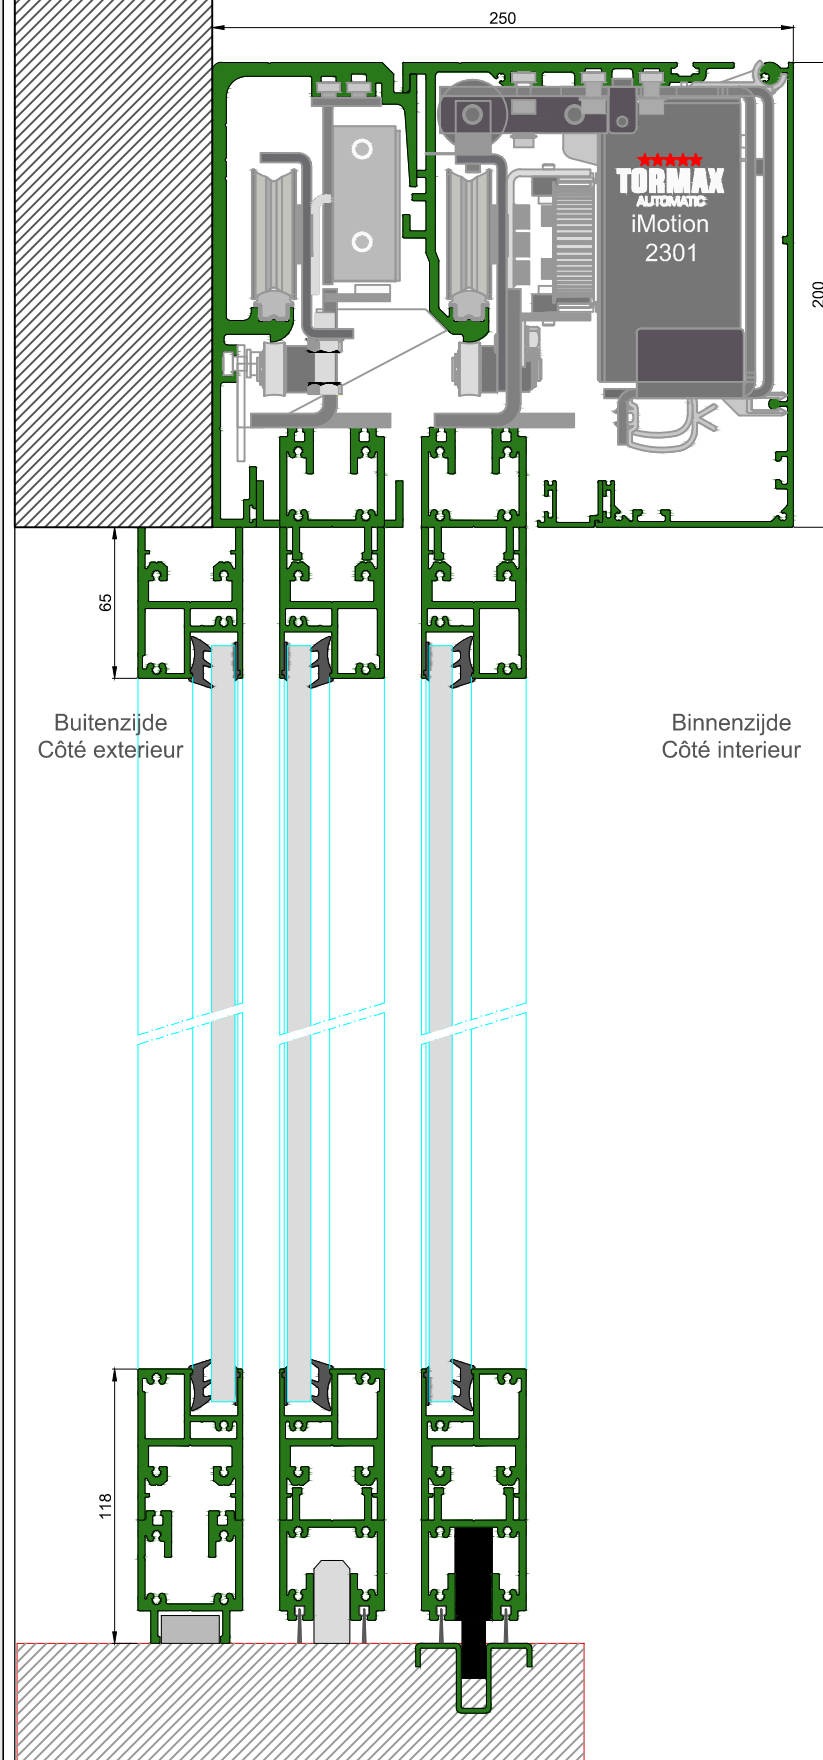 250
200
TORMAX
AUTOMATIC
iMotion
2301
65
Buitenzijde
Côté exterieur
Binnenzijde
Côté interieur
118